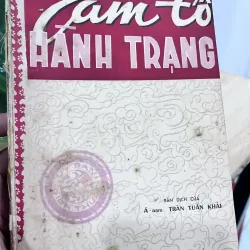 Tam-Tổ
HÀNH TRẠNG
BẢN DỊCH CỦA
Á-nam TRẦN TUẤN KHẢI